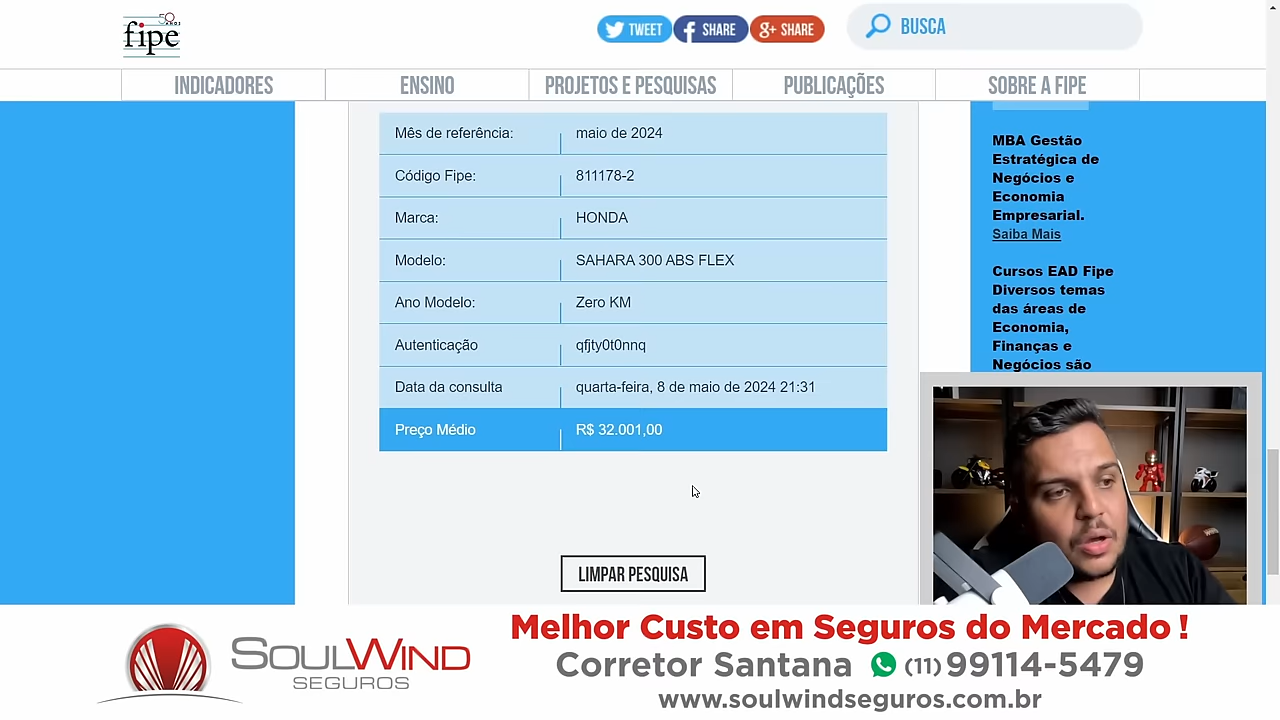 50
ANOS
fipe
TWEET
SHARE
SHARE
BUSCA
INDICADORES
ENSINO
PROJETOS E PESQUISAS
PUBLICAÇÕES
SOBRE A FIPE
Mês de referência: maio de 2024
Código Fipe: 811178-2
Marca: HONDA
Modelo: SAHARA 300 ABS FLEX
Ano Modelo: Zero KM
Autenticação qfjty0t0nnq
Data da consulta quarta-feira, 8 de maio de 2024 21:31
Preço Médio R$ 32.001,00
LIMPAR PESQUISA
MBA Gestão
Estratégica de
Negócios e
Economia
Empresarial.
Saiba Mais
Cursos EAD Fipe
Diversos temas
das áreas de
Economia,
Finanças e
Negócios são
SOULWIND
SEGUROS
Melhor Custo em Seguros do Mercado !
Corretor Santana (11) 99114-5479
www.soulwindseguros.com.br